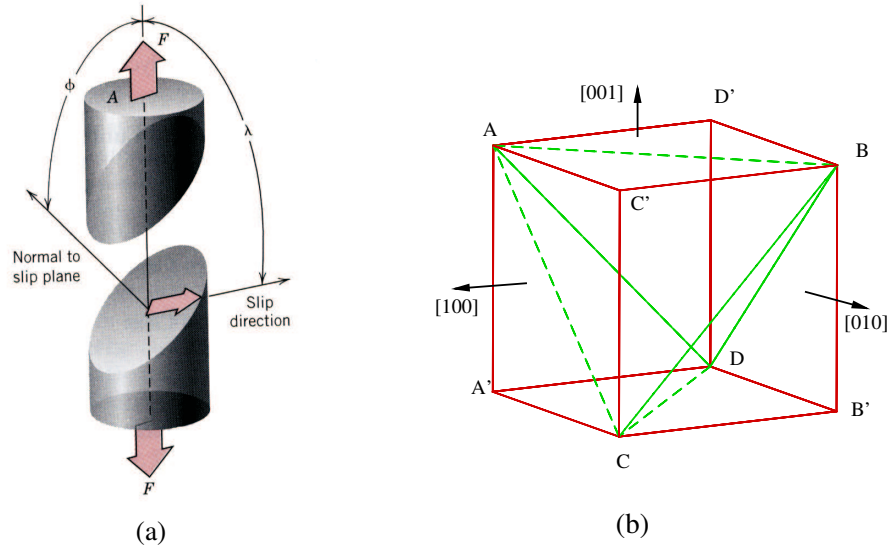 F
ϕ
A
λ
Normal to
slip plane
Slip
direction
F
(a)
[001]
D'
A
B
C'
[100]
[010]
D
A'
B'
C
(b)